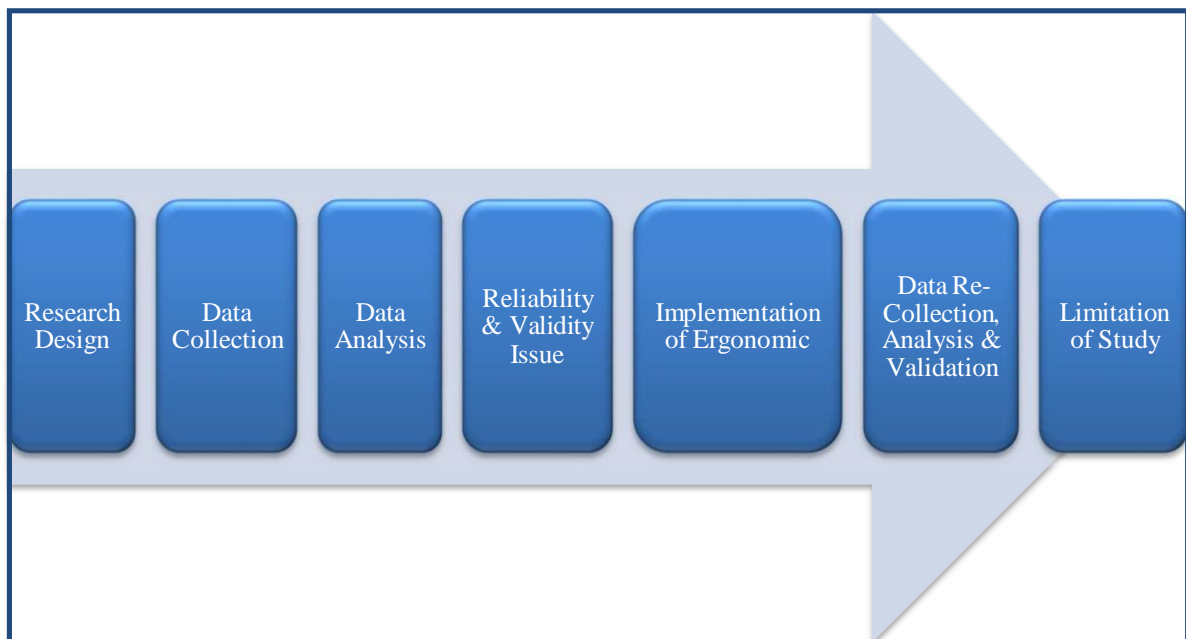 Research
Design
Data
Collection
Data
Analysis
Reliability
& Validity
Issue
Implementation
of Ergonomic
Data Re-
Collection,
Analysis &
Validation
Limitation
of Study